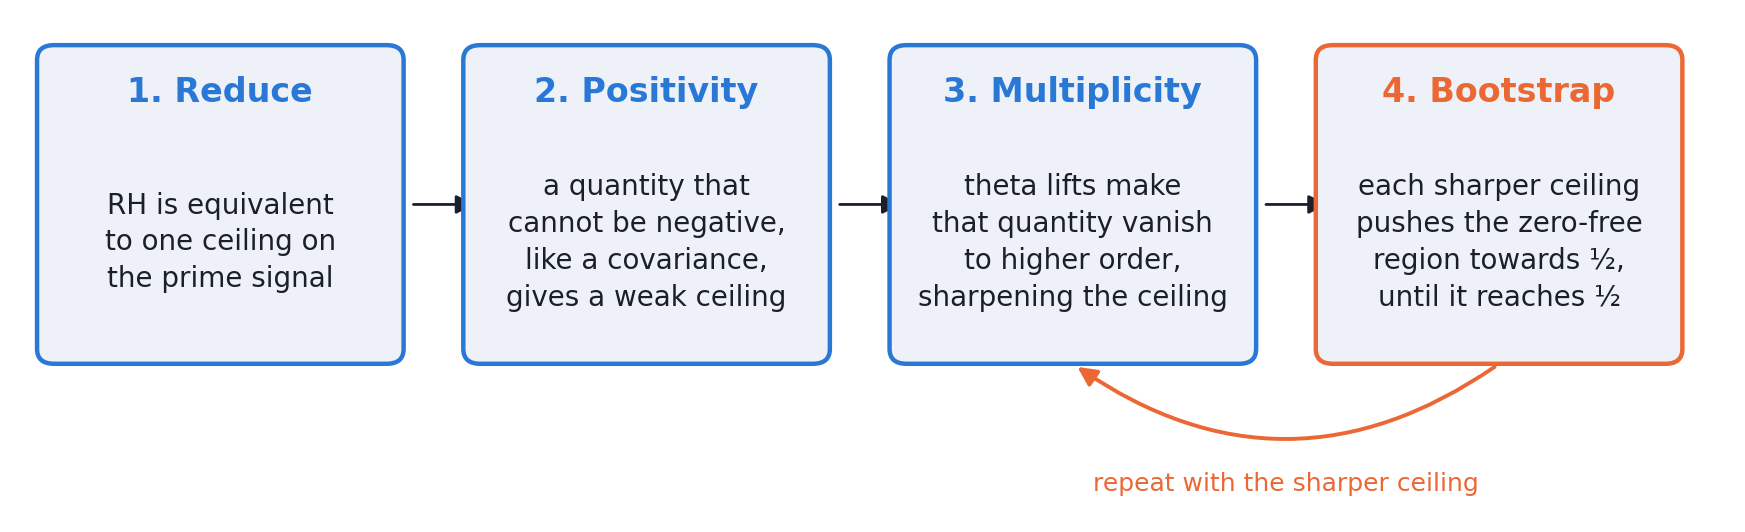 1. Reduce
RH is equivalent
to one ceiling on
the prime signal
2. Positivity
a quantity that
cannot be negative,
like a covariance,
gives a weak ceiling
3. Multiplicity
theta lifts make
that quantity vanish
to higher order,
sharpening the ceiling
4. Bootstrap
each sharper ceiling
pushes the zero-free
region towards ½,
until it reaches ½
repeat with the sharper ceiling